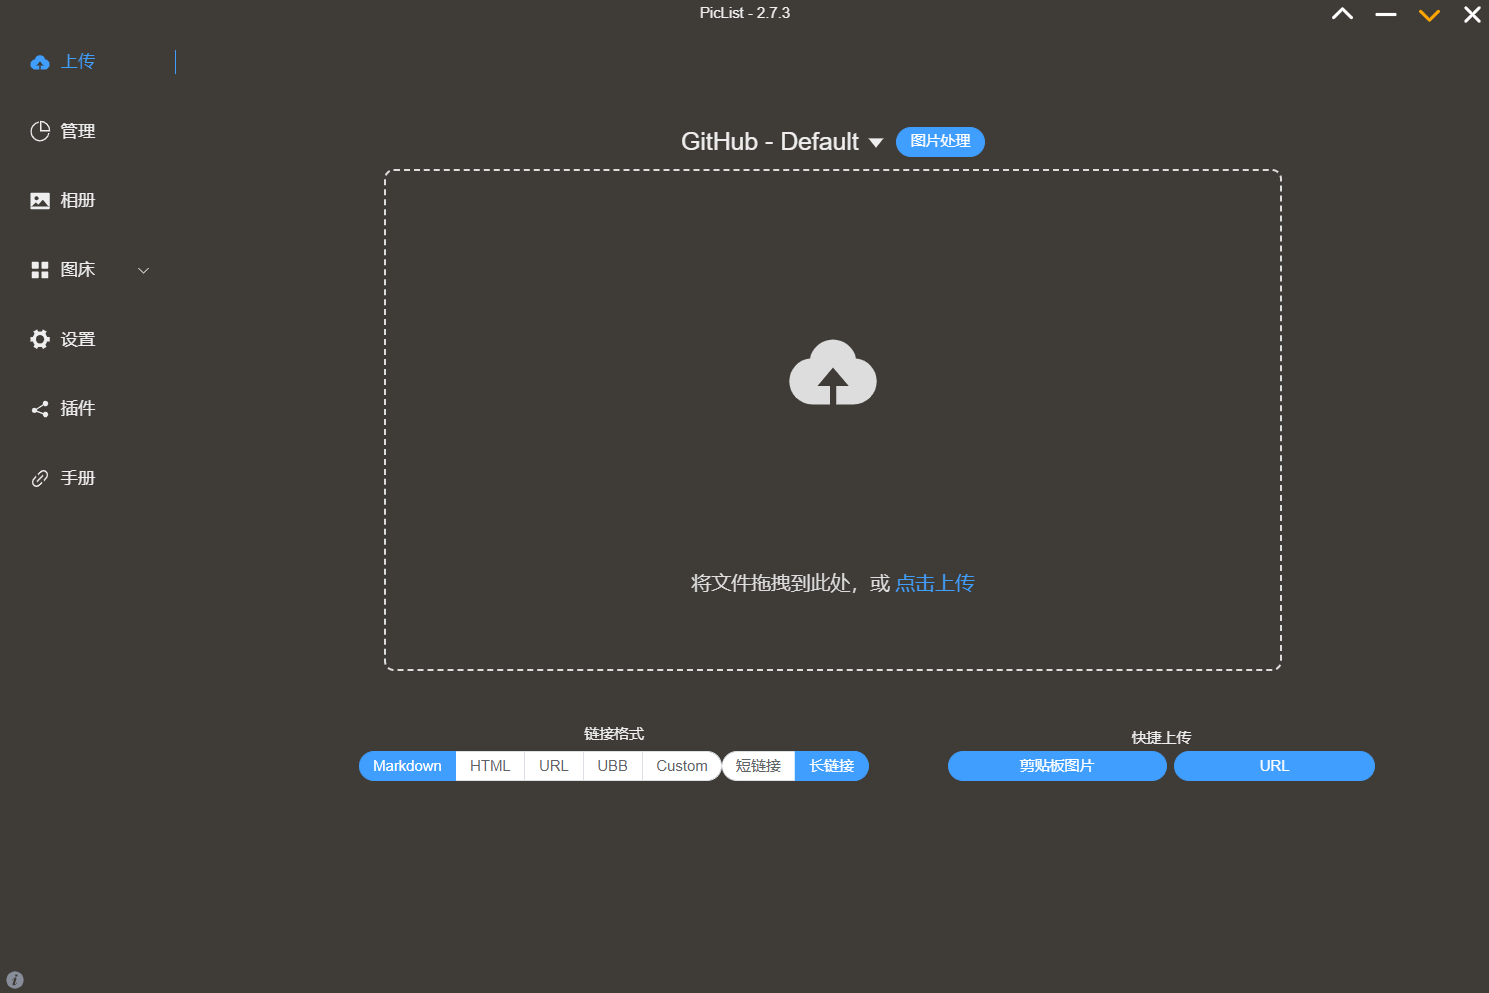 PicList - 2.7.3
上传
管理
相册
图床
设置
插件
手册
GitHub - Default
图片处理
将文件拖拽到此处，或 点击上传
链接格式
Markdown HTML URL UBB Custom 短链接 长链接
快捷上传
剪贴板图片 URL
i